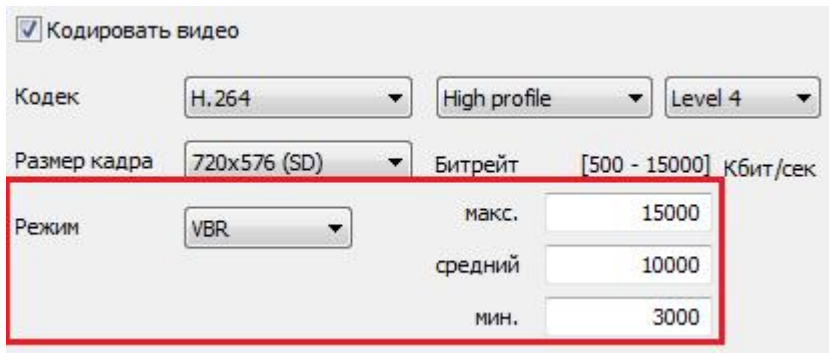 Кодировать видео
Кодек H.264 High profile Level 4
Размер кадра 720x576 (SD) Битрейт [500 - 15000] Кбит/сек
Режим VBR макс. 15000
средний 10000
мин. 3000